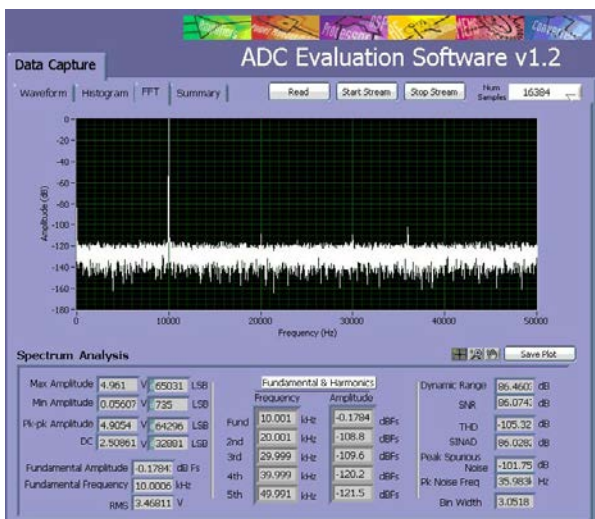 ADC Evaluation Software v1.2
Data Capture
Waveform Histogram FFT Summary Read Start Stream Stop Stream Num Samples 16384
0
-20
-40
-60
-80
-100
-120
-140
-160
-180
Amplitude (dB)
0 10000 20000 30000 40000 50000
Frequency (Hz)
Spectrum Analysis Save Plot
Max Amplitude 4.961 V 65031 LSB
Min Amplitude 0.05607 V 735 LSB
Pk-pk Amplitude 4.9054 V 64296 LSB
DC 2.50861 V 32881 LSB
Fundamental Amplitude -0.1784 dB Fs
Fundamental Frequency 10.0006 kHz
RMS 3.46811 V
Fundamental & Harmonics
Frequency Amplitude
Fund 10.001 kHz -0.1784 dBFs
2nd 20.001 kHz -108.8 dBFs
3rd 29.999 kHz -109.6 dBFs
4th 39.999 kHz -120.2 dBFs
5th 49.991 kHz -121.5 dBFs
Dynamic Range 86.460 dB
SNR 86.074 dB
THD -105.32 dB
SINAD 86.028 dB
Peak Spurious Noise -101.75 dB
Pk Noise Freq 35.983 Hz
Bin Width 3.0518